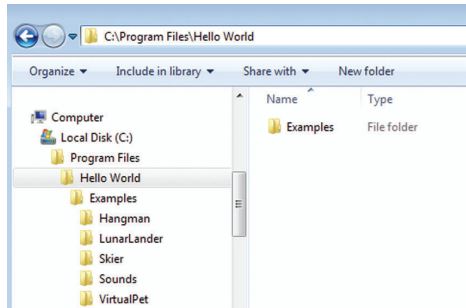 C:\Program Files\Hello World
Organize Include in library Share with New folder
Name Type
Examples File folder
Computer
Local Disk (C:)
Program Files
Hello World
Examples
Hangman
LunarLander
Skier
Sounds
VirtualPet